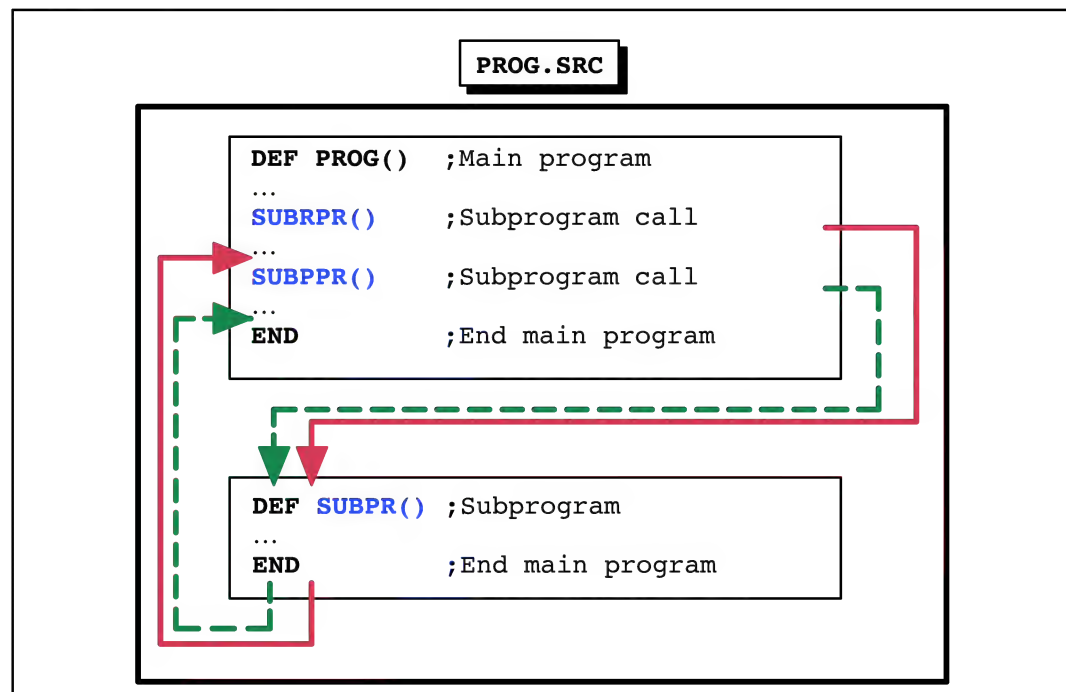 PROG.SRC
DEF PROG() ;Main program
...
SUBRPR() ;Subprogram call
...
SUBPPR() ;Subprogram call
...
END ;End main program
DEF SUBPR() ;Subprogram
...
END ;End main program